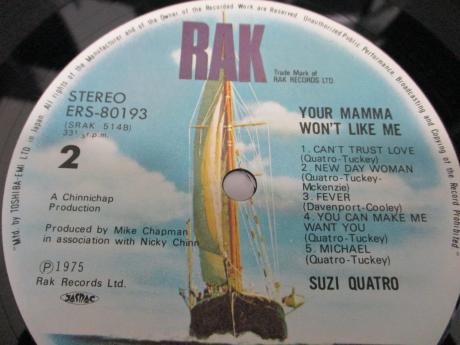 All rights of the Manufacturer and of the Owner of the Recorded Work are Reserved. Unauthorized Public Performance, Broadcasting and Copying of this Record Prohibited
RAK
Trade Mark of
RAK RECORDS LTD.
STEREO
ERS-80193
(SRAK 514B)
33⅓ r.p.m.
2
A Chinnichap
Production
Produced by Mike Chapman
in association with Nicky Chinn
Ⓟ1975
Rak Records Ltd.
YOUR MAMMA
WON'T LIKE ME
1. CAN'T TRUST LOVE
(Quatro-Tuckey)
2. NEW DAY WOMAN
(Quatro-Tuckey-
Mckenzie)
3. FEVER
(Davenport-Cooley)
4. YOU CAN MAKE ME
WANT YOU
(Quatro-Tuckey)
5. MICHAEL
(Quatro-Tuckey)
SUZI QUATRO
"Mfd. by TOSHIBA-EMI LTD in Japan.